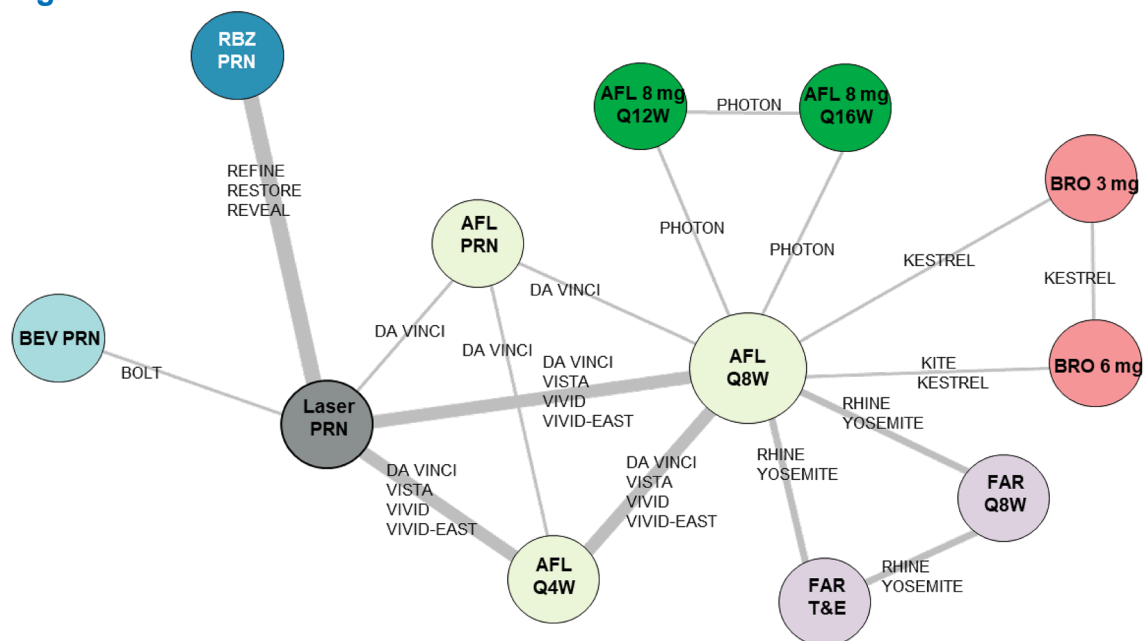 RBZ
PRN
AFL 8 mg
Q12W
PHOTON
AFL 8 mg
Q16W
REFINE
RESTORE
REVEAL
BRO 3 mg
AFL
PRN
PHOTON
PHOTON
KESTREL
KESTREL
DA VINCI
BEV PRN
BOLT
DA VINCI
DA VINCI
DA VINCI
VISTA
VIVID
VIVID-EAST
AFL
Q8W
KITE
KESTREL
BRO 6 mg
Laser
PRN
RHINE
YOSEMITE
DA VINCI
VISTA
VIVID
VIVID-EAST
DA VINCI
VISTA
VIVID
VIVID-EAST
RHINE
YOSEMITE
FAR
Q8W
AFL
Q4W
FAR
T&E
RHINE
YOSEMITE